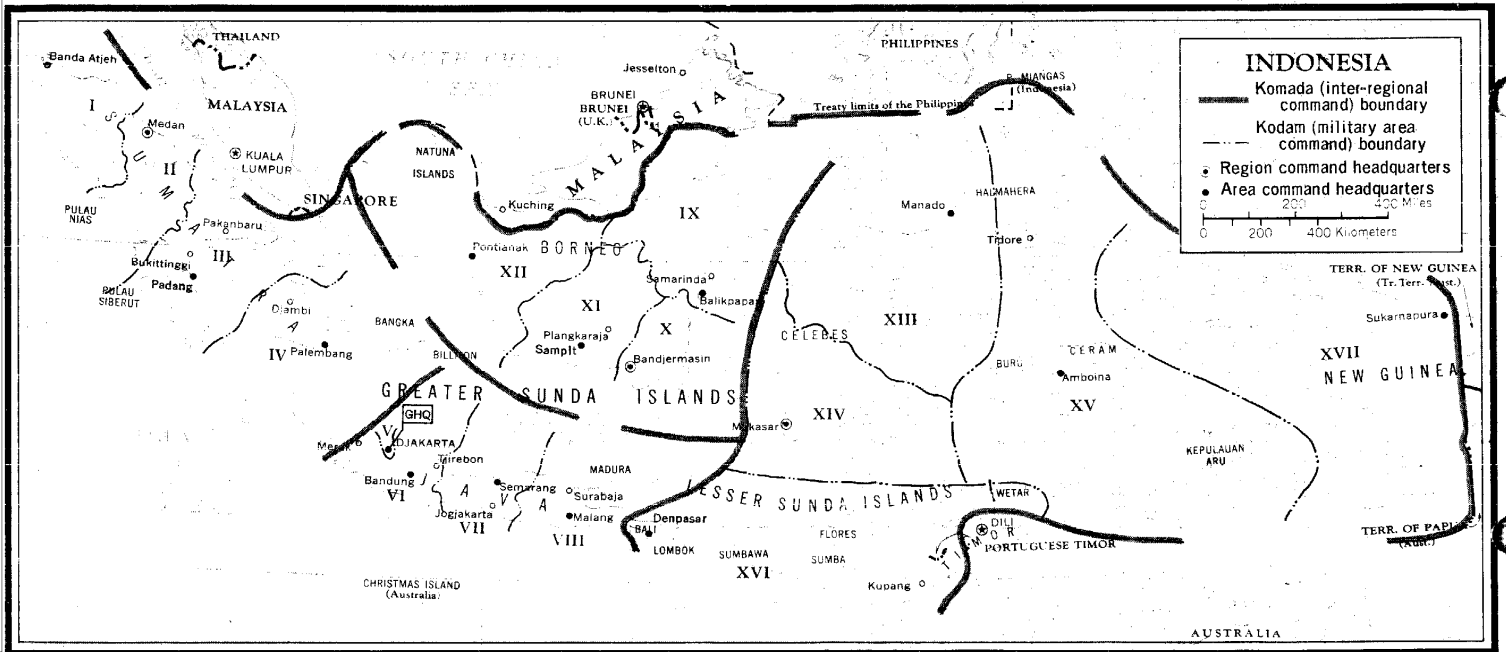 INDONESIA
Komada (inter-regional
command) boundary
Kodam (military area
command) boundary
Region command headquarters
Area command headquarters
0 200 400 Miles
0 200 400 Kilometers
THAILAND
Banda Atjeh
I
MALAYSIA
Medan
KUALA
LUMPUR
II
SUMATRA
PULAU
NIAS
Pakanbaru
SINGAPORE
III
Bukittinggi
Padang
PULAU
SIBERUT
Djambi
IV
Palembang
BANGKA
BILLITON
SOUTH CHINA
SEA
NATUNA
ISLANDS
Jesselton
BRUNEI
BRUNEI
(U.K.)
MALAYSIA
Kuching
PHILIPPINES
P. MIANGAS
(Indonesia)
Treaty limits of the Philippines
IX
BORNEO
Pontianak
XII
XI
Samarinda
Balikpapan
X
Plangkaraja
Sampit
Bandjermasin
HALMAHERA
Manado
Tidore
XIII
CELEBES
TERR. OF NEW GUINEA
(Tr. Terr. Aust.)
Sukarnapura
XVII
NEW GUINEA
BURU
CERAM
Amboina
XV
GREATER SUNDA ISLANDS
GHQ
V
Merak
DJAKARTA
Tjirebon
Bandung
VI
JAVA
Semarang
Jogjakarta
VII
MADURA
Surabaja
Malang
VIII
XIV
Makasar
KEPULAUAN
ARU
LESSER SUNDA ISLANDS
WETAR
Denpasar
BALI
LOMBOK
SUMBAWA
XVI
FLORES
SUMBA
DILI
TIMOR
PORTUGUESE TIMOR
Kupang
TERR. OF PAPUA
(Aust.)
CHRISTMAS ISLAND
(Australia)
AUSTRALIA